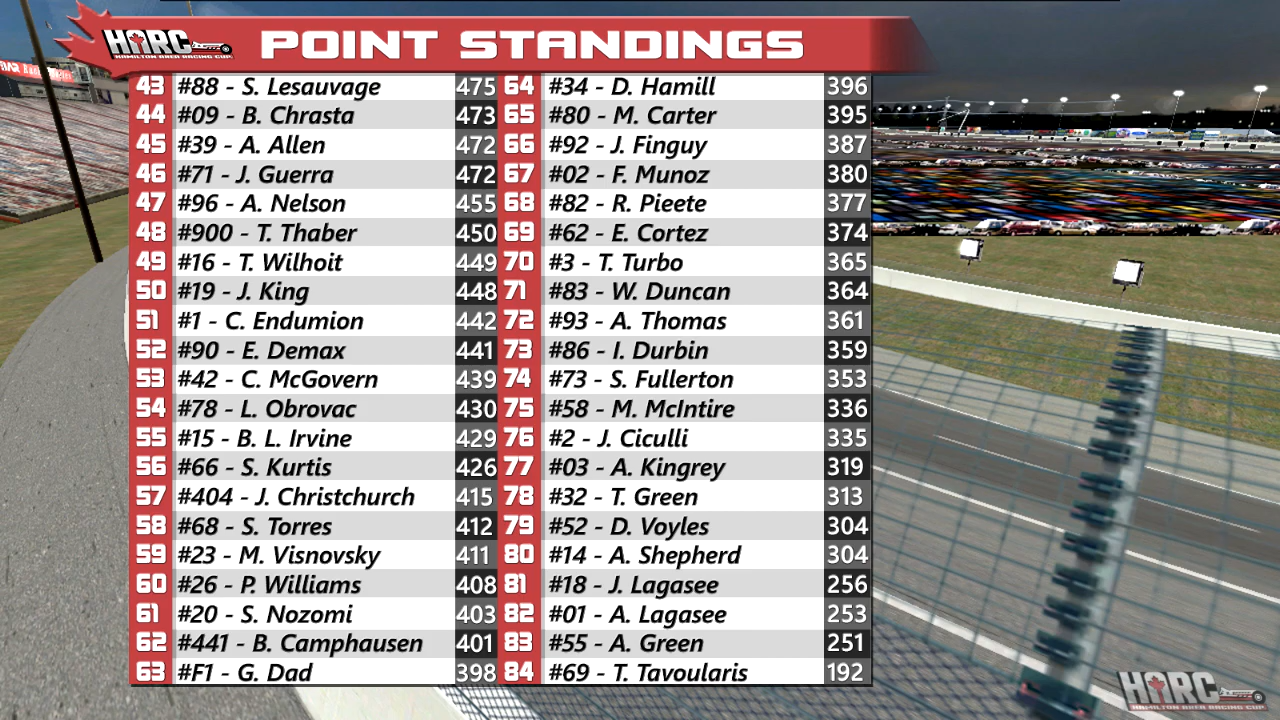 HARC
HAMILTON AREA RACING CUP
POINT STANDINGS
43 #88 - S. Lesauvage 475
44 #09 - B. Chrasta 473
45 #39 - A. Allen 472
46 #71 - J. Guerra 472
47 #96 - A. Nelson 455
48 #900 - T. Thaber 450
49 #16 - T. Wilhoit 449
50 #19 - J. King 448
51 #1 - C. Endumion 442
52 #90 - E. Demax 441
53 #42 - C. McGovern 439
54 #78 - L. Obrovac 430
55 #15 - B. L. Irvine 429
56 #66 - S. Kurtis 426
57 #404 - J. Christchurch 415
58 #68 - S. Torres 412
59 #23 - M. Visnovsky 411
60 #26 - P. Williams 408
61 #20 - S. Nozomi 403
62 #441 - B. Camphausen 401
63 #F1 - G. Dad 398
64 #34 - D. Hamill 396
65 #80 - M. Carter 395
66 #92 - J. Finguy 387
67 #02 - F. Munoz 380
68 #82 - R. Pieete 377
69 #62 - E. Cortez 374
70 #3 - T. Turbo 365
71 #83 - W. Duncan 364
72 #93 - A. Thomas 361
73 #86 - I. Durbin 359
74 #73 - S. Fullerton 353
75 #58 - M. McIntire 336
76 #2 - J. Ciculli 335
77 #03 - A. Kingrey 319
78 #32 - T. Green 313
79 #52 - D. Voyles 304
80 #14 - A. Shepherd 304
81 #18 - J. Lagasee 256
82 #01 - A. Lagasee 253
83 #55 - A. Green 251
84 #69 - T. Tavoularis 192
HARC
HAMILTON AREA RACING CUP